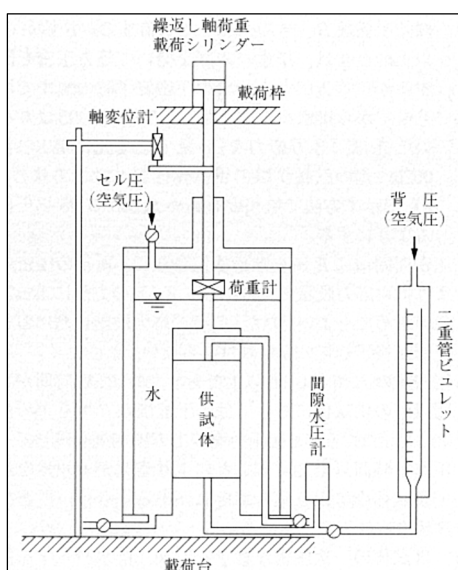 繰返し軸荷重
載荷シリンダー
載荷枠
軸変位計
セル圧
(空気圧)
背圧
(空気圧)
荷重計
水
供試体
間隙水圧計
二重管ビュレット
載荷台